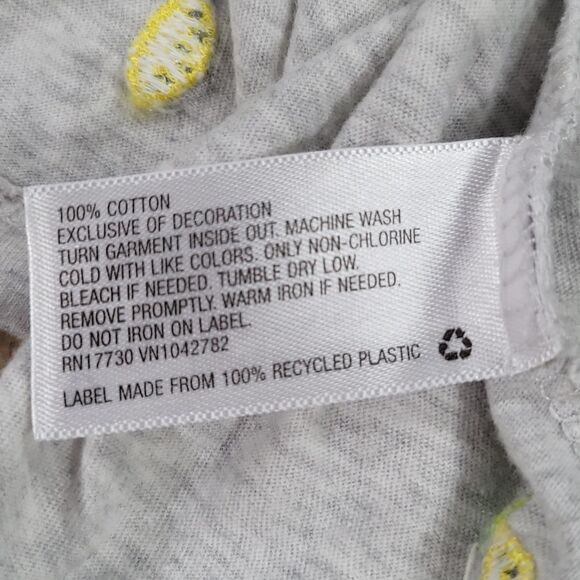 100% COTTON
EXCLUSIVE OF DECORATION
TURN GARMENT INSIDE OUT. MACHINE WASH
COLD WITH LIKE COLORS. ONLY NON-CHLORINE
BLEACH IF NEEDED. TUMBLE DRY LOW.
REMOVE PROMPTLY. WARM IRON IF NEEDED.
DO NOT IRON ON LABEL.
RN17730 VN1042782
LABEL MADE FROM 100% RECYCLED PLASTIC